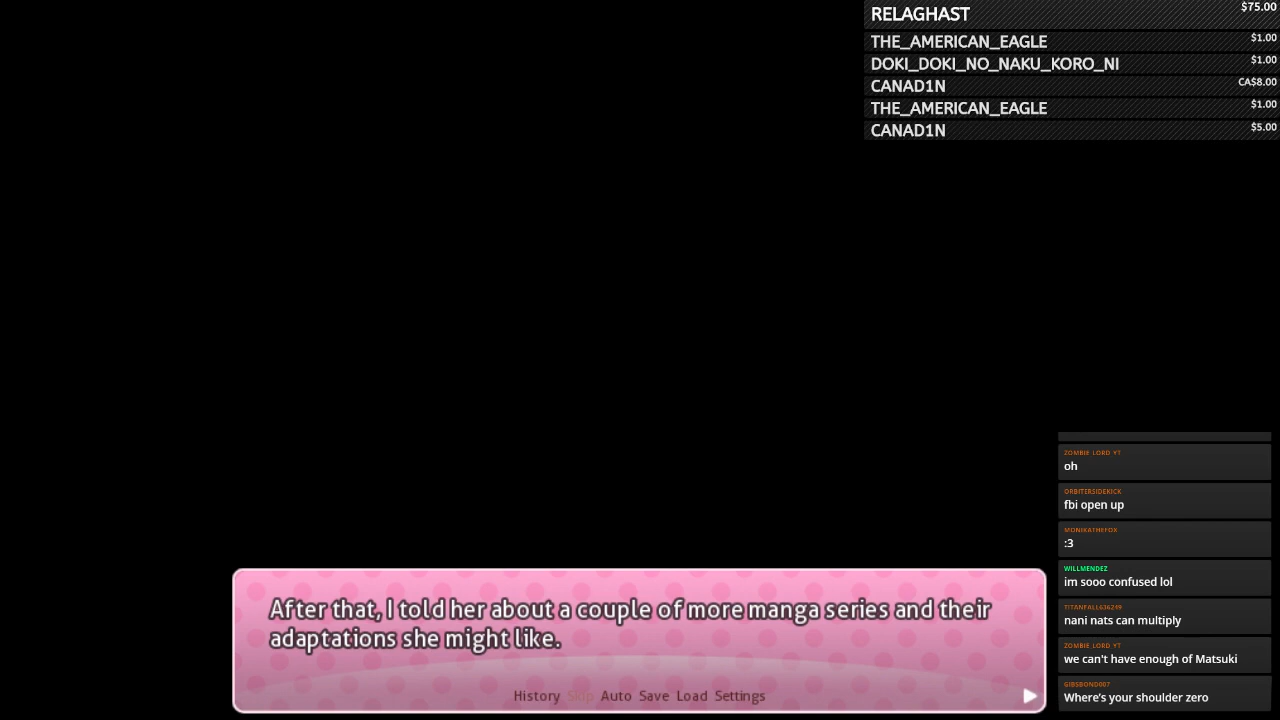 RELAGHAST $75.00
THE_AMERICAN_EAGLE $1.00
DOKI_DOKI_NO_NAKU_KORO_NI $1.00
CANAD1N CA$8.00
THE_AMERICAN_EAGLE $1.00
CANAD1N $5.00
ZOMBIE LORD YT
oh
ORBITERSIDEKICK
fbi open up
MONIKATHEFOX
:3
WILLMENDEZ
im sooo confused lol
TITANFALL636249
nani nats can multiply
ZOMBIE LORD YT
we can't have enough of Matsuki
GIBSBOND007
Where's your shoulder zero
After that, I told her about a couple of more manga series and their
adaptations she might like.
History Skip Auto Save Load Settings